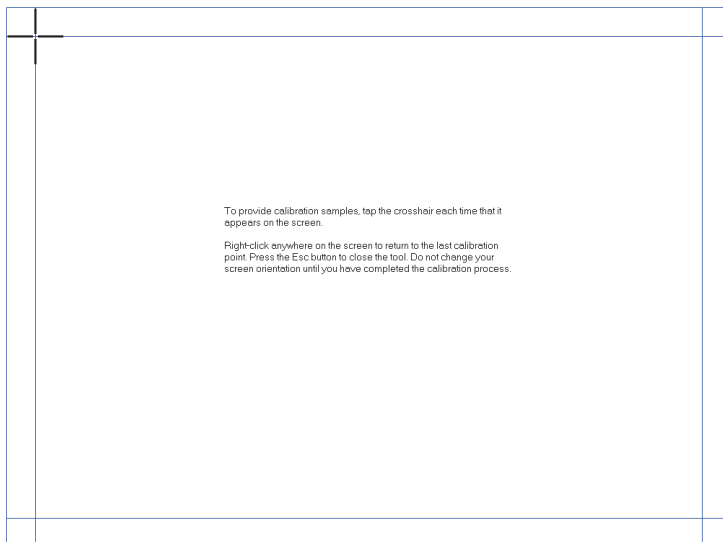 To provide calibration samples, tap the crosshair each time that it
appears on the screen.
Right-click anywhere on the screen to return to the last calibration
point. Press the Esc button to close the tool. Do not change your
screen orientation until you have completed the calibration process.